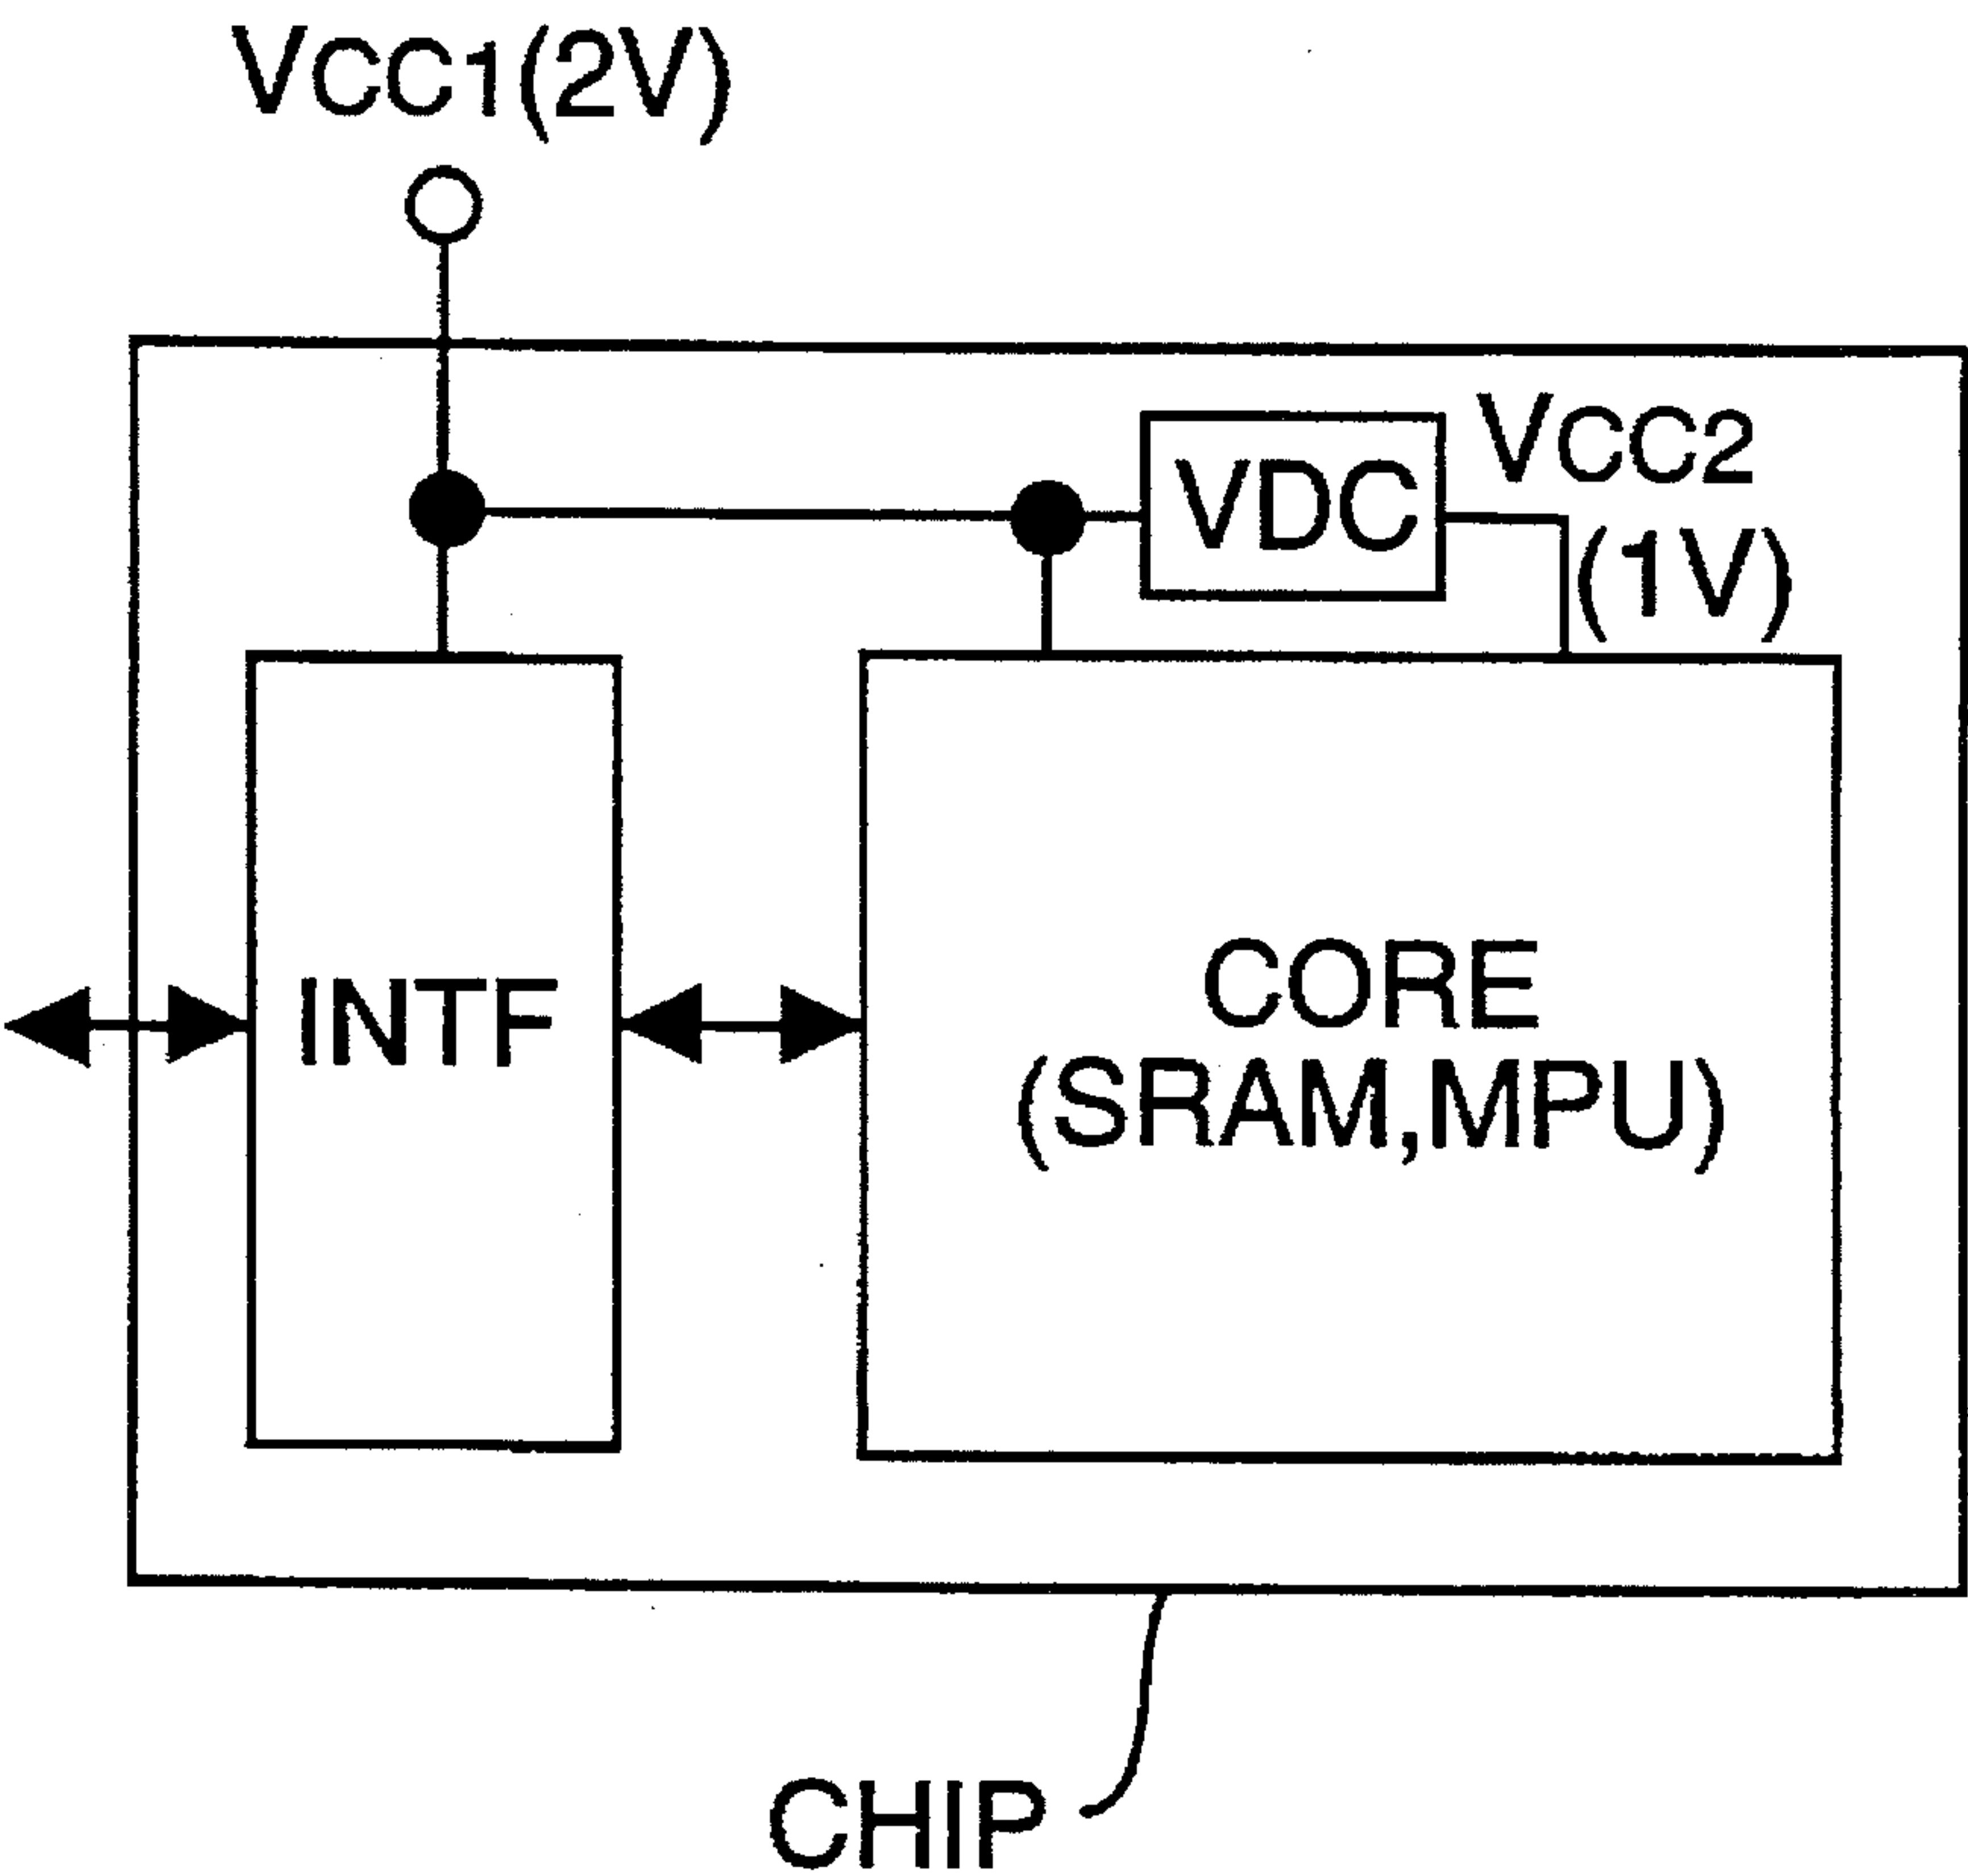 VCC1(2V)
VDC
VCC2
(1V)
INTF
CORE
(SRAM,MPU)
CHIP